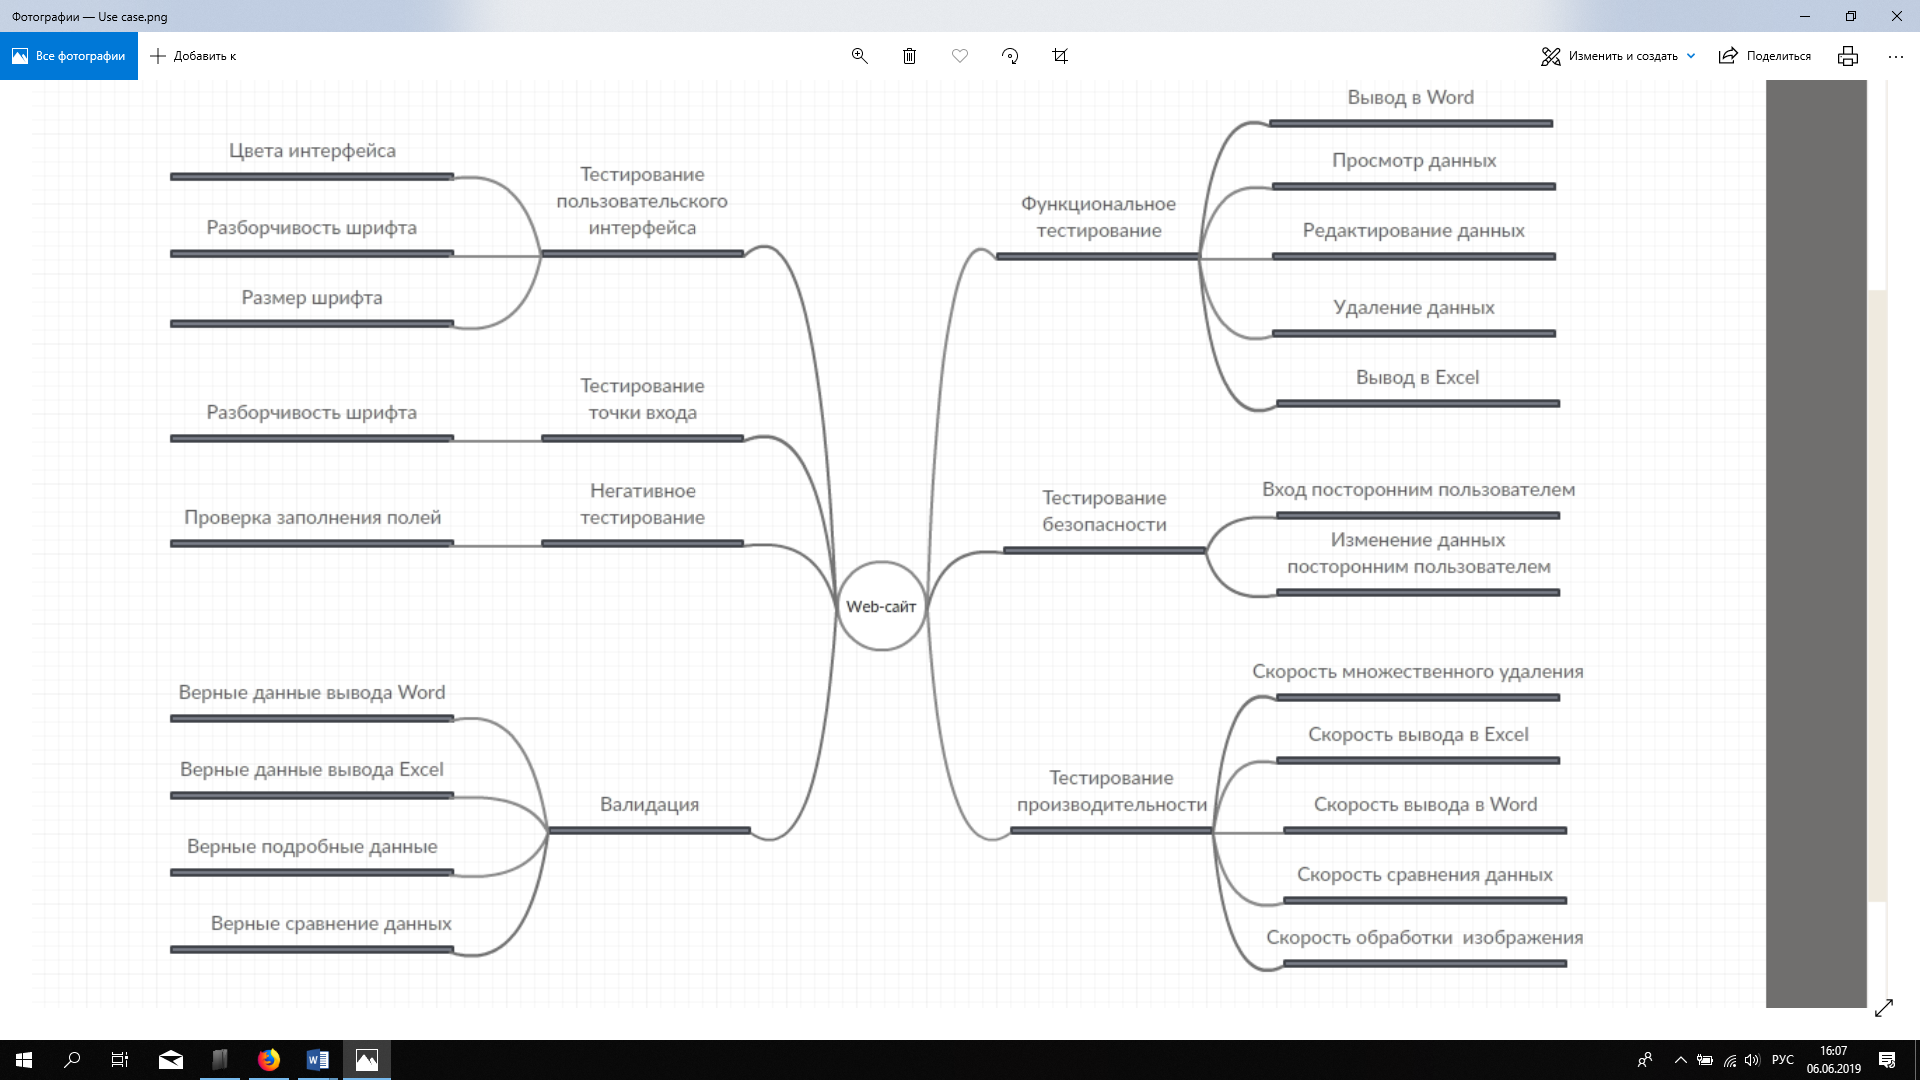 Фотографии — Use case.png
Все фотографии
Добавить к
Изменить и создать
Поделиться
Цвета интерфейса
Разборчивость шрифта
Размер шрифта
Тестирование
пользовательского
интерфейса
Разборчивость шрифта
Тестирование
точки входа
Проверка заполнения полей
Негативное
тестирование
Верные данные вывода Word
Верные данные вывода Excel
Верные подробные данные
Верные сравнение данных
Валидация
Web-сайт
Функциональное
тестирование
Вывод в Word
Просмотр данных
Редактирование данных
Удаление данных
Вывод в Excel
Тестирование
безопасности
Вход посторонним пользователем
Изменение данных
посторонним пользователем
Тестирование
производительности
Скорость множественного удаления
Скорость вывода в Excel
Скорость вывода в Word
Скорость сравнения данных
Скорость обработки  изображения
РУС
16:07
06.06.2019